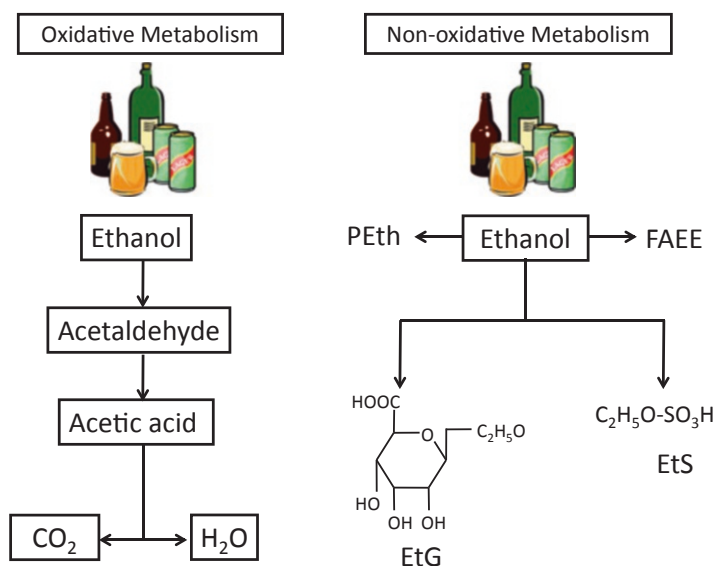 Oxidative Metabolism
Non-oxidative Metabolism
Ethanol
Acetaldehyde
Acetic acid
CO₂
H₂O
PEth
Ethanol
FAEE
HOOC
O
C₂H₅O
HO
OH OH
EtG
C₂H₅O-SO₃H
EtS